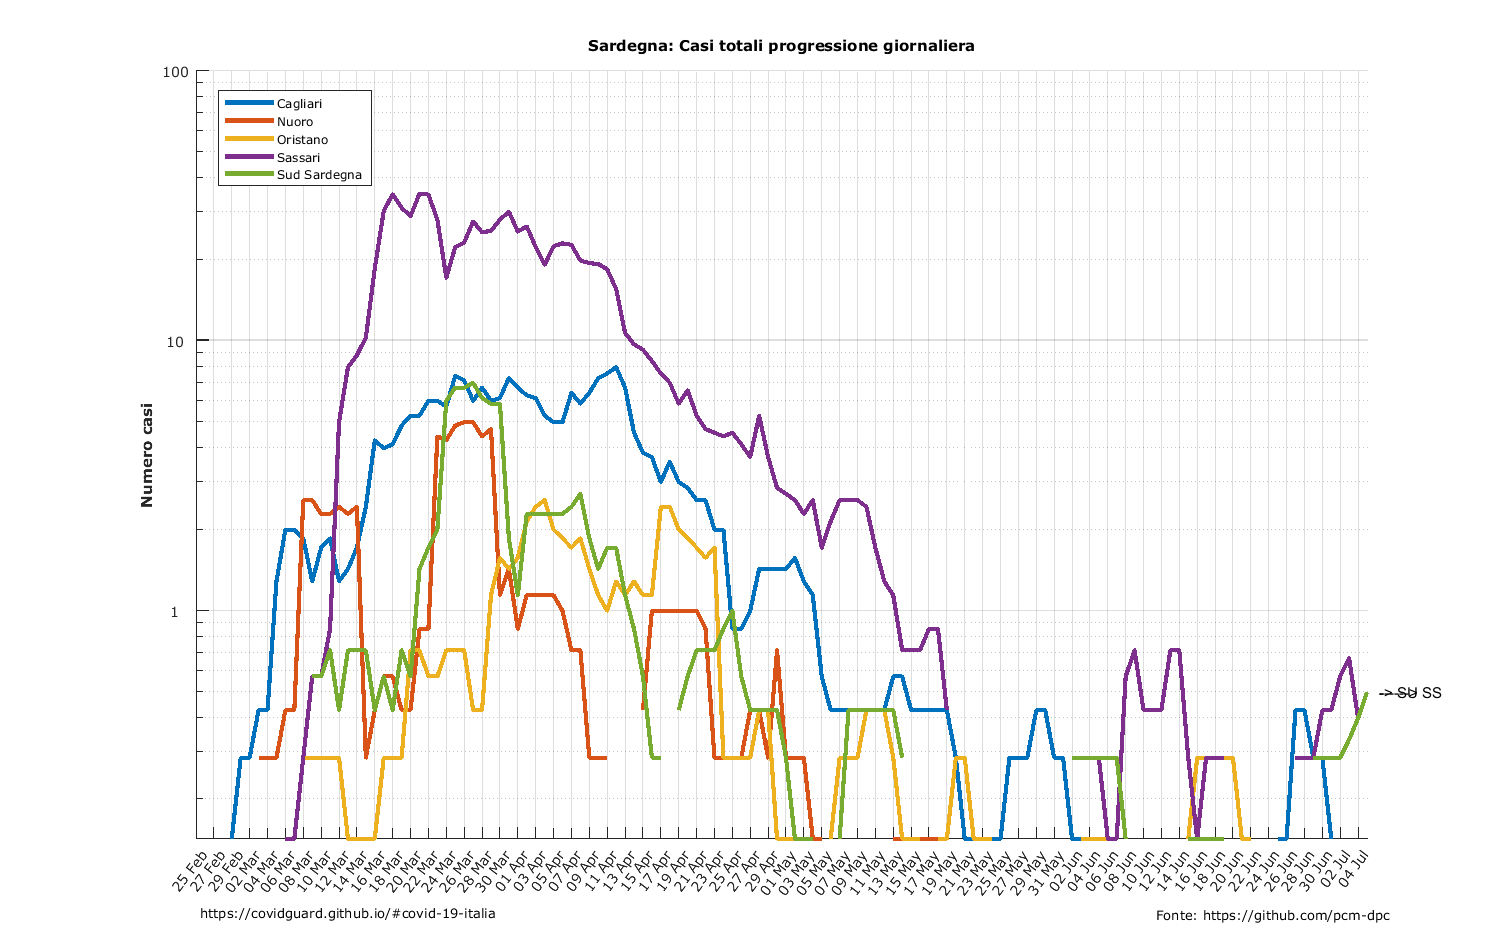 Sardegna: Casi totali progressione giornaliera
100
10
1
Numero casi
Cagliari
Nuoro
Oristano
Sassari
Sud Sardegna
25 Feb
27 Feb
29 Feb
02 Mar
04 Mar
06 Mar
08 Mar
10 Mar
12 Mar
14 Mar
16 Mar
18 Mar
20 Mar
22 Mar
24 Mar
26 Mar
28 Mar
30 Mar
01 Apr
03 Apr
05 Apr
07 Apr
09 Apr
11 Apr
13 Apr
15 Apr
17 Apr
19 Apr
21 Apr
23 Apr
25 Apr
27 Apr
29 Apr
01 May
03 May
05 May
07 May
09 May
11 May
13 May
15 May
17 May
19 May
21 May
23 May
25 May
27 May
29 May
31 May
02 Jun
04 Jun
06 Jun
08 Jun
10 Jun
12 Jun
14 Jun
16 Jun
18 Jun
20 Jun
22 Jun
24 Jun
26 Jun
28 Jun
30 Jun
02 Jul
04 Jul
SS
https://covidguard.github.io/#covid-19-italia
Fonte: https://github.com/pcm-dpc